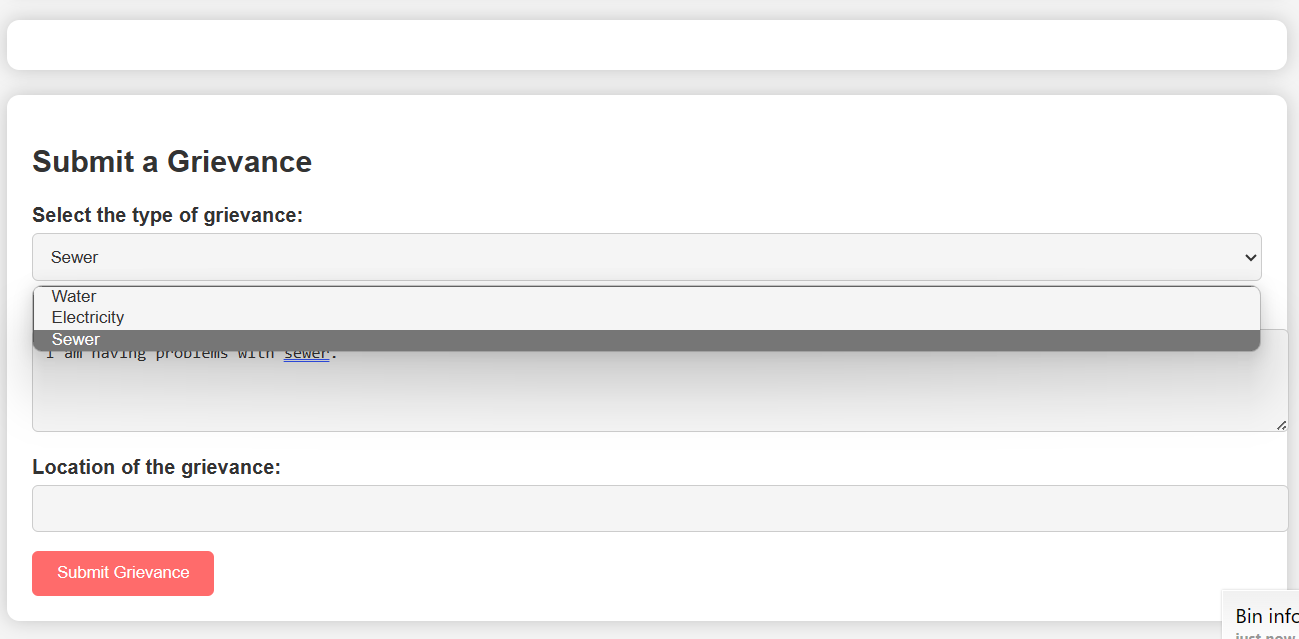 Submit a Grievance
Select the type of grievance:
Sewer
Water
Electricity
Sewer
I am having problems with sewer.
Location of the grievance:
Submit Grievance
Bin info
just now